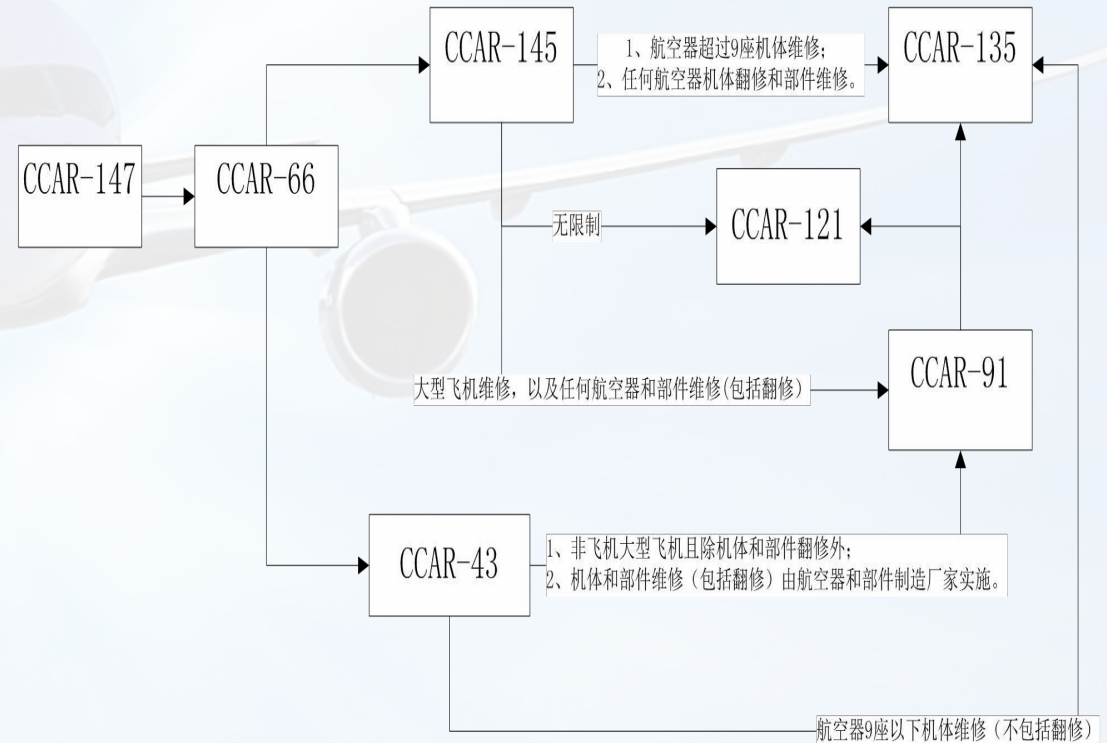 CCAR-145
1、航空器超过9座机体维修;
2、任何航空器机体翻修和部件维修。
CCAR-135
CCAR-147
CCAR-66
无限制
CCAR-121
大型飞机维修，以及任何航空器和部件维修(包括翻修)
CCAR-91
CCAR-43
1、非飞机大型飞机且除机体和部件翻修外;
2、机体和部件维修（包括翻修）由航空器和部件制造厂家实施。
航空器9座以下机体维修（不包括翻修）